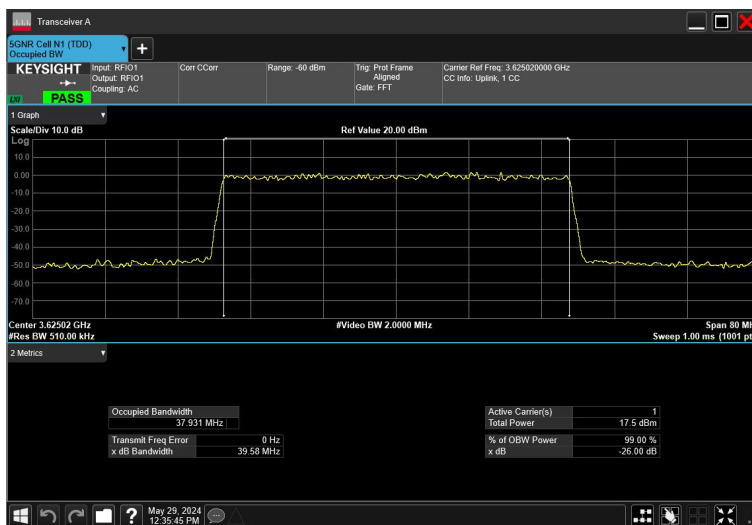 Transceiver A
5GNR Cell N1 (TDD)
Occupied BW
KEYSIGHT
LXI
PASS
Input: RFIO1
Output: RFIO1
Coupling: AC
Corr CCorr
Range: -60 dBm
Trig: Prot Frame
Aligned
Gate: FFT
Carrier Ref Freq: 3.625020000 GHz
CC Info: Uplink, 1 CC
1 Graph
Scale/Div 10.0 dB
Ref Value 20.00 dBm
Log
10.0
0.00
-10.0
-20.0
-30.0
-40.0
-50.0
-60.0
-70.0
Center 3.62502 GHz
#Video BW 2.0000 MHz
Span 80 MH
#Res BW 510.00 kHz
Sweep 1.00 ms (1001 pt
2 Metrics
Occupied Bandwidth
37.931 MHz
Transmit Freq Error 0 Hz
x dB Bandwidth 39.58 MHz
Active Carrier(s) 1
Total Power 17.5 dBm
% of OBW Power 99.00 %
x dB -26.00 dB
?
May 29, 2024
12:35:45 PM